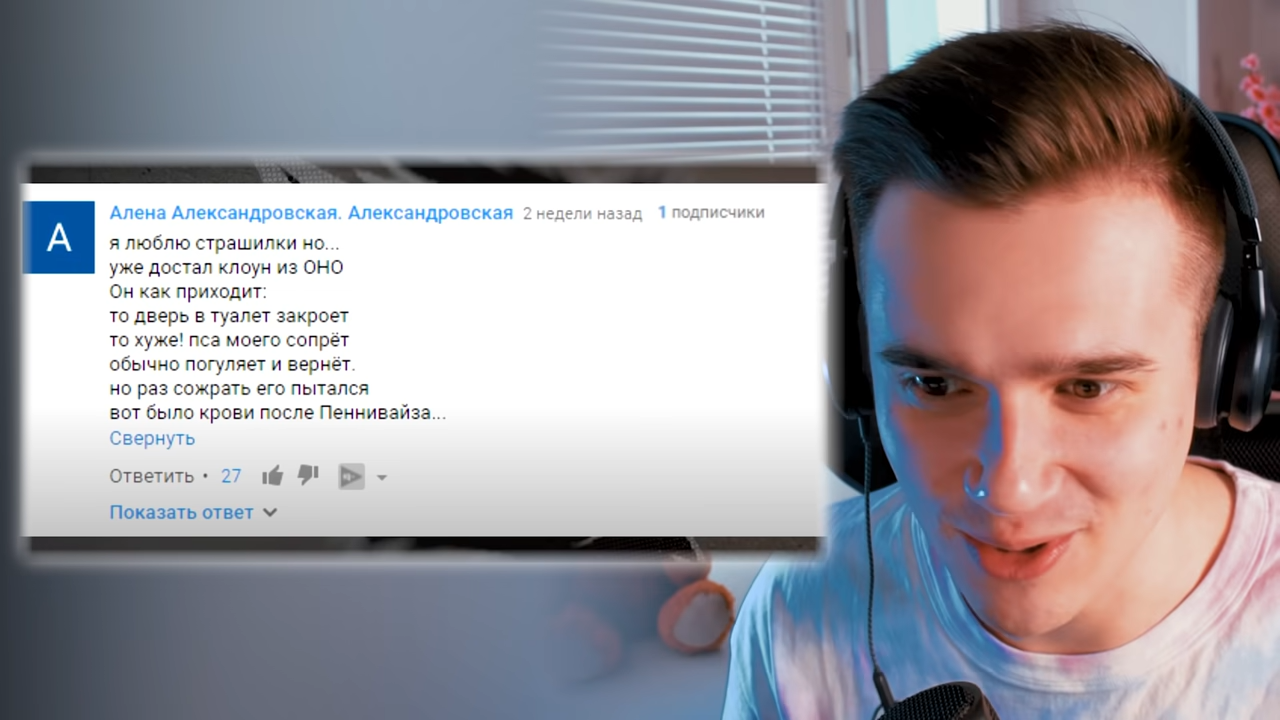 A
Алена Александровская. Александровская 2 недели назад 1 подписчики
я люблю страшилки но...
уже достал клоун из ОНО
Он как приходит:
то дверь в туалет закроет
то хуже! пса моего сопрёт
обычно погуляет и вернёт.
но раз сожрать его пытался
вот было крови после Пеннивайза...
Свернуть
Ответить • 27
Показать ответ